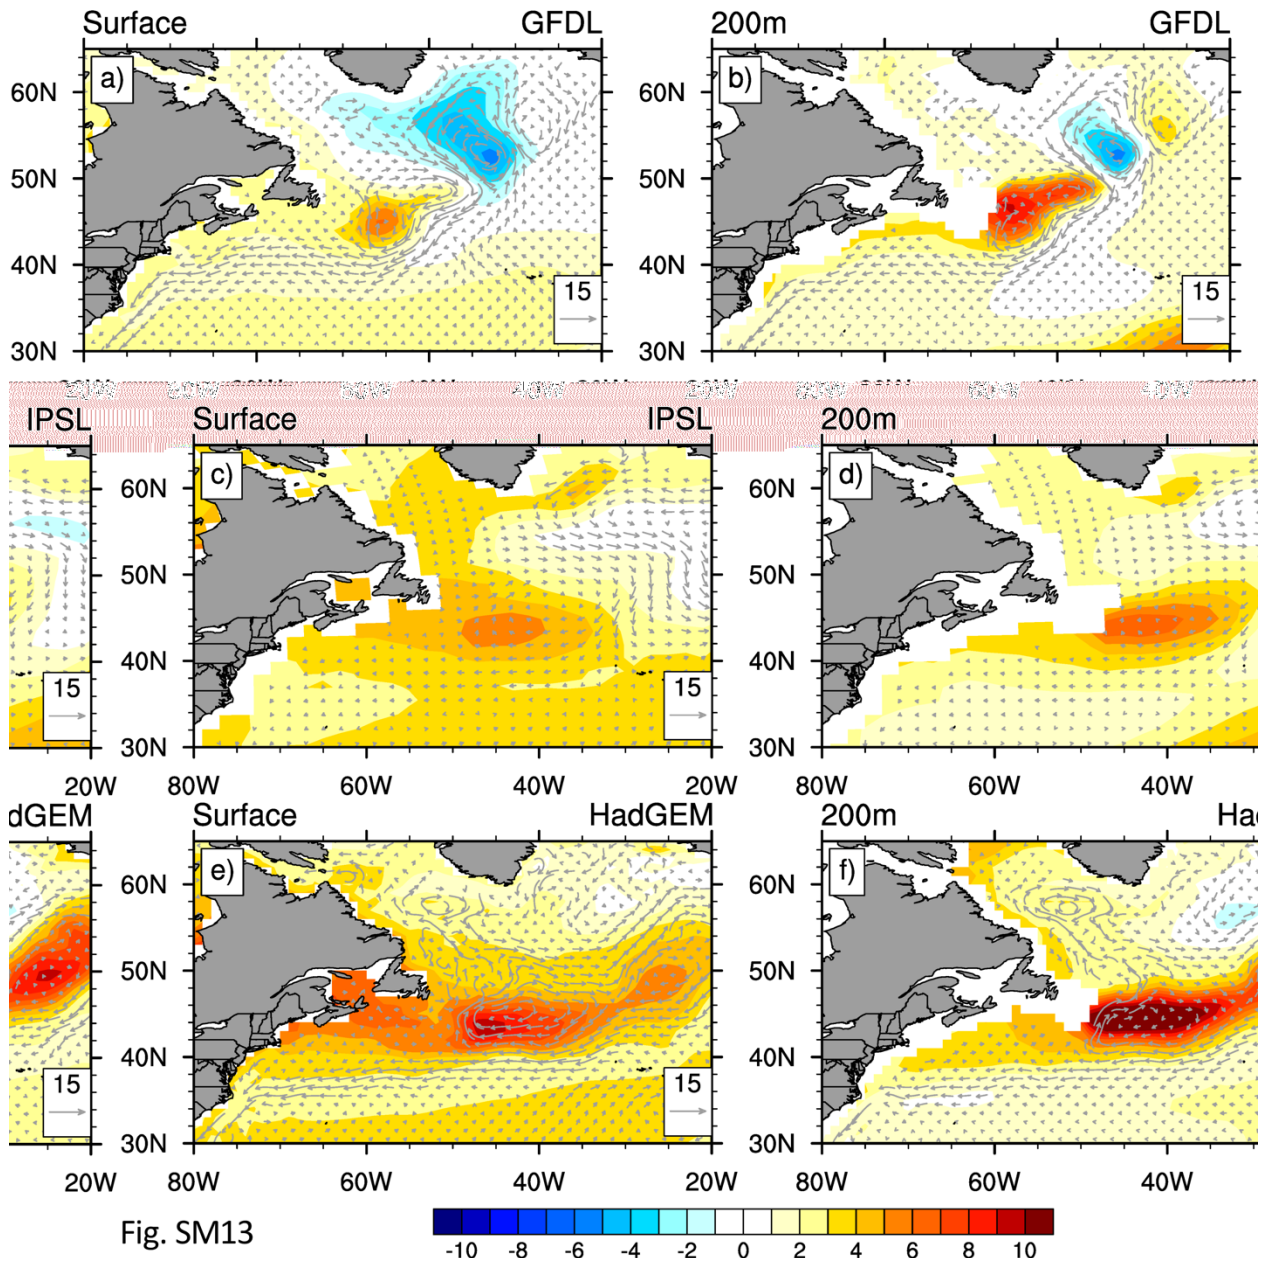 Surface GFDL 200m GFDL
a) b)
60N 60N
50N 50N
40N 40N
15 15
30N 30N
IPSL Surface IPSL 200m
c) d)
60N 60N
50N 50N
40N 40N
15 15
30N 30N
20W 80W 60W 40W 20W 80W 60W 40W
dGEM Surface HadGEM 200m Had
e) f)
60N 60N
50N 50N
40N 40N
15 15
30N 30N
20W 80W 60W 40W 20W 80W 60W 40W
Fig. SM13
-10 -8 -6 -4 -2 0 2 4 6 8 10